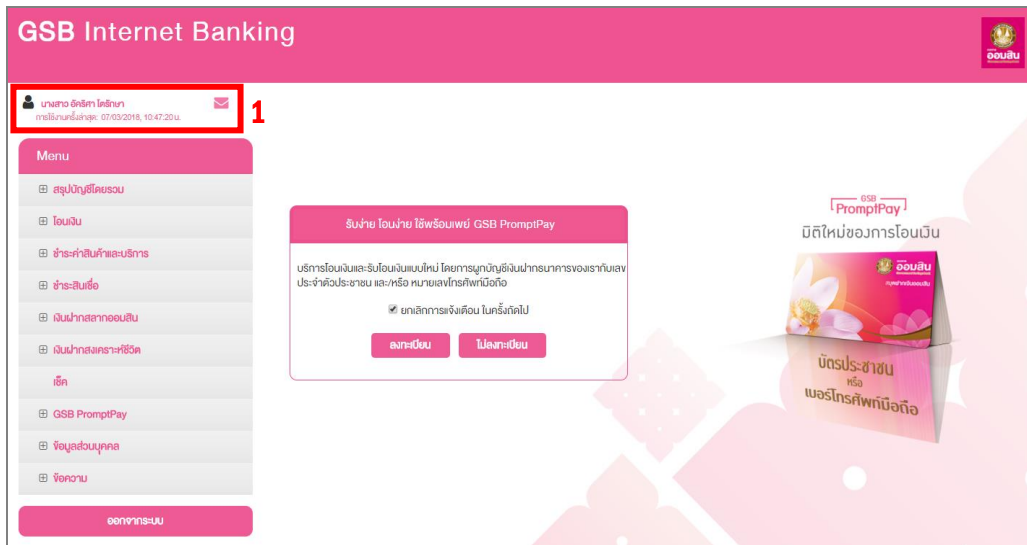 GSB Internet Banking
ออมสิน
นางสาว อัคริศา โตรักษา
การใช้งานครั้งล่าสุด: 07/03/2018, 10:47:20 น.
1
Menu
สรุปบัญชีโดยรวม
โอนเงิน
ชำระค่าสินค้าและบริการ
ชำระสินเชื่อ
เงินฝากสลากออมสิน
เงินฝากสงเคราะห์ชีวิต
เช็ค
GSB PromptPay
ข้อมูลส่วนบุคคล
ข้อความ
ออกจากระบบ
รับง่าย โอนง่าย ใช้พร้อมเพย์ GSB PromptPay
บริการโอนเงินและรับโอนเงินแบบใหม่ โดยการผูกบัญชีเงินฝากธนาคารของเรากับเลข
ประจำตัวประชาชน และ/หรือ หมายเลขโทรศัพท์มือถือ
ยกเลิกการแจ้งเตือน ในครั้งถัดไป
ลงทะเบียน ไม่ลงทะเบียน
GSB
PromptPay
มิติใหม่ของการโอนเงิน
ออมสิน
บัตรประชาชน
หรือ
เบอร์โทรศัพท์มือถือ